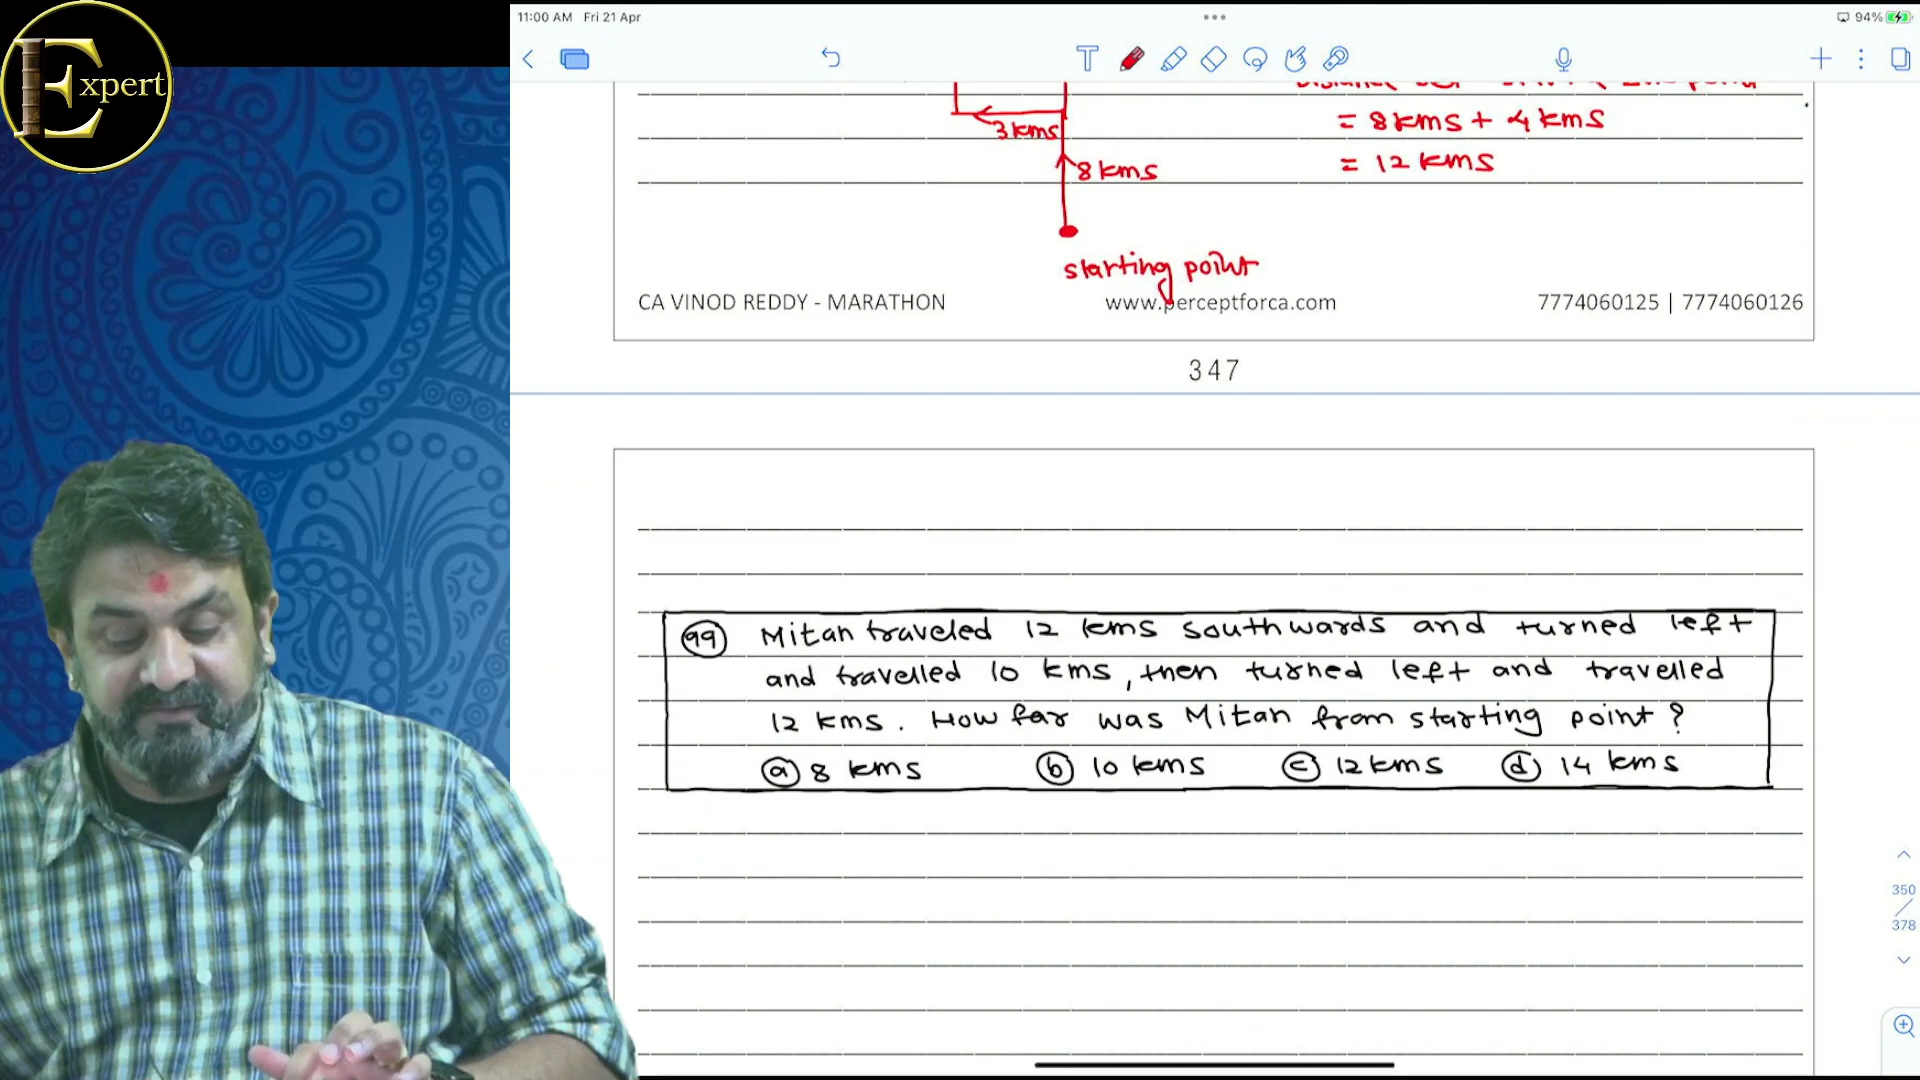 11:00 AM Fri 21 Apr
94%
Expert
3 kms
8 kms
= 8 kms + 4 kms
= 12 kms
starting point
CA VINOD REDDY - MARATHON www.perceptforca.com 7774060125 | 7774060126
347
99 Mitan traveled 12 kms southwards and turned left
and travelled 10 kms, then turned left and travelled
12 kms. How far was Mitan from starting point?
a 8 kms b 10 kms c 12 kms d 14 kms
350
378